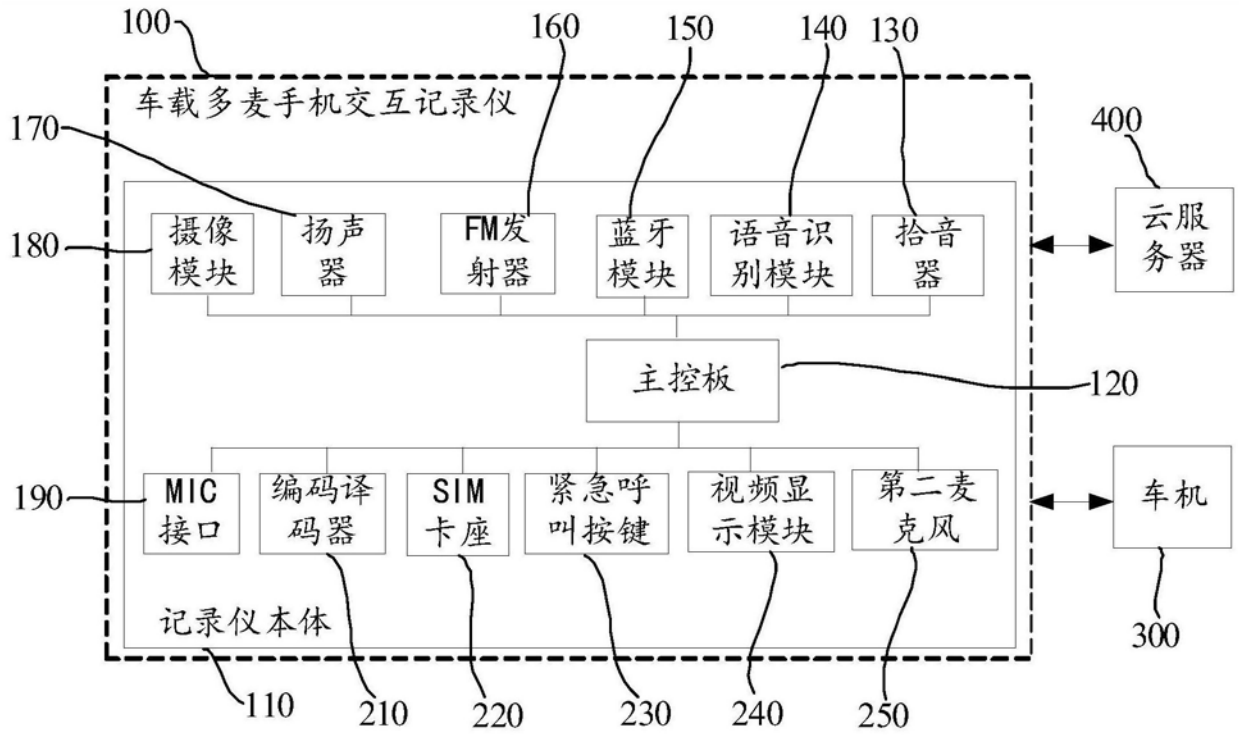 100
160
150
140
130
车载多麦手机交互记录仪
170
400
180
摄像
模块
扬声
器
FM发
射器
蓝牙
模块
语音识
别模块
拾音
器
云服
务器
主控板
120
190
MIC
接口
编码译
码器
SIM
卡座
紧急呼
叫按键
视频显
示模块
第二麦
克风
车机
记录仪本体
300
110
210
220
230
240
250